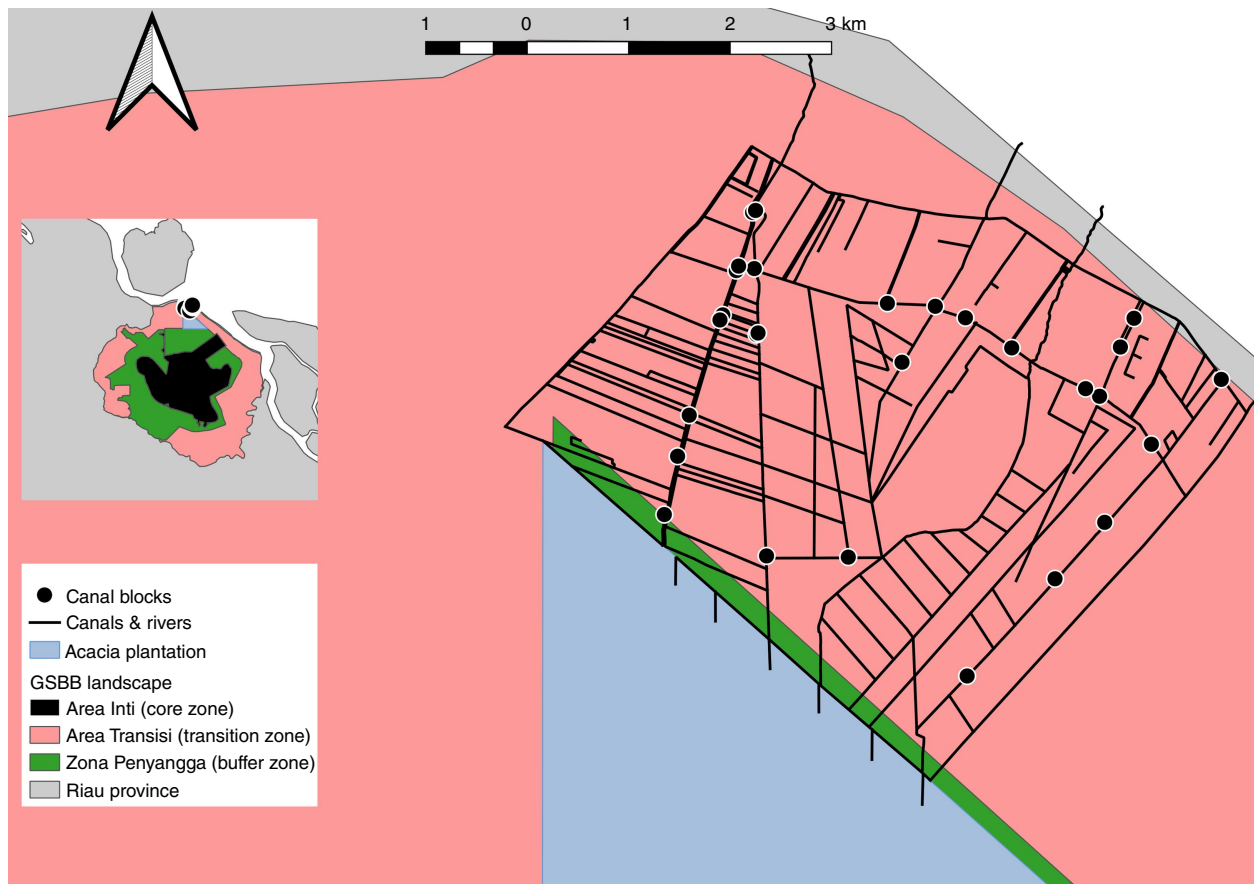 1 0 1 2 3 km
Canal blocks
Canals & rivers
Acacia plantation
GSBB landscape
Area Inti (core zone)
Area Transisi (transition zone)
Zona Penyangga (buffer zone)
Riau province